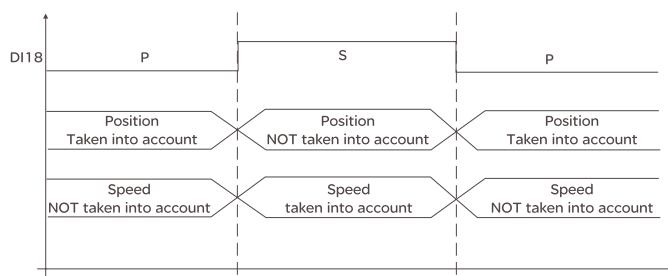 DI18
P
S
P
Position
Taken into account
Position
NOT taken into account
Position
Taken into account
Speed
NOT taken into account
Speed
taken into account
Speed
NOT taken into account